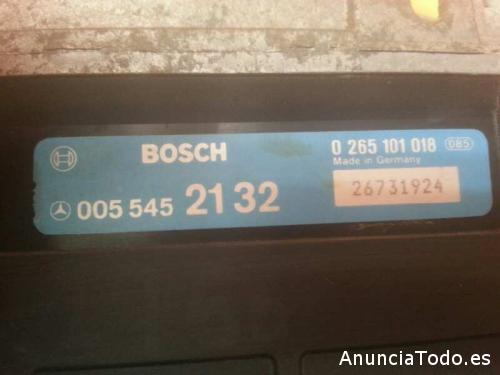 BOSCH
0 265 101 018 085
Made in Germany
26731924
005 545 21 32
AnunciaTodo.es